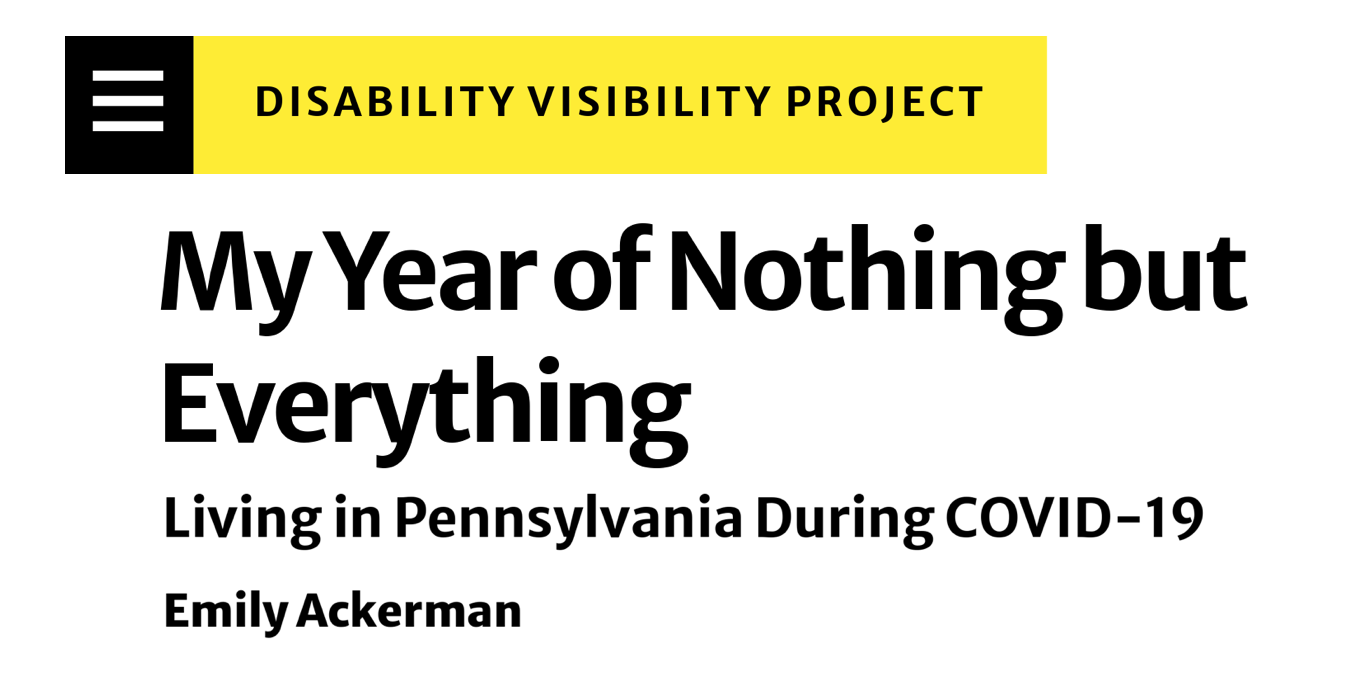 DISABILITY VISIBILITY PROJECT
My Year of Nothing but
Everything
Living in Pennsylvania During COVID-19
Emily Ackerman